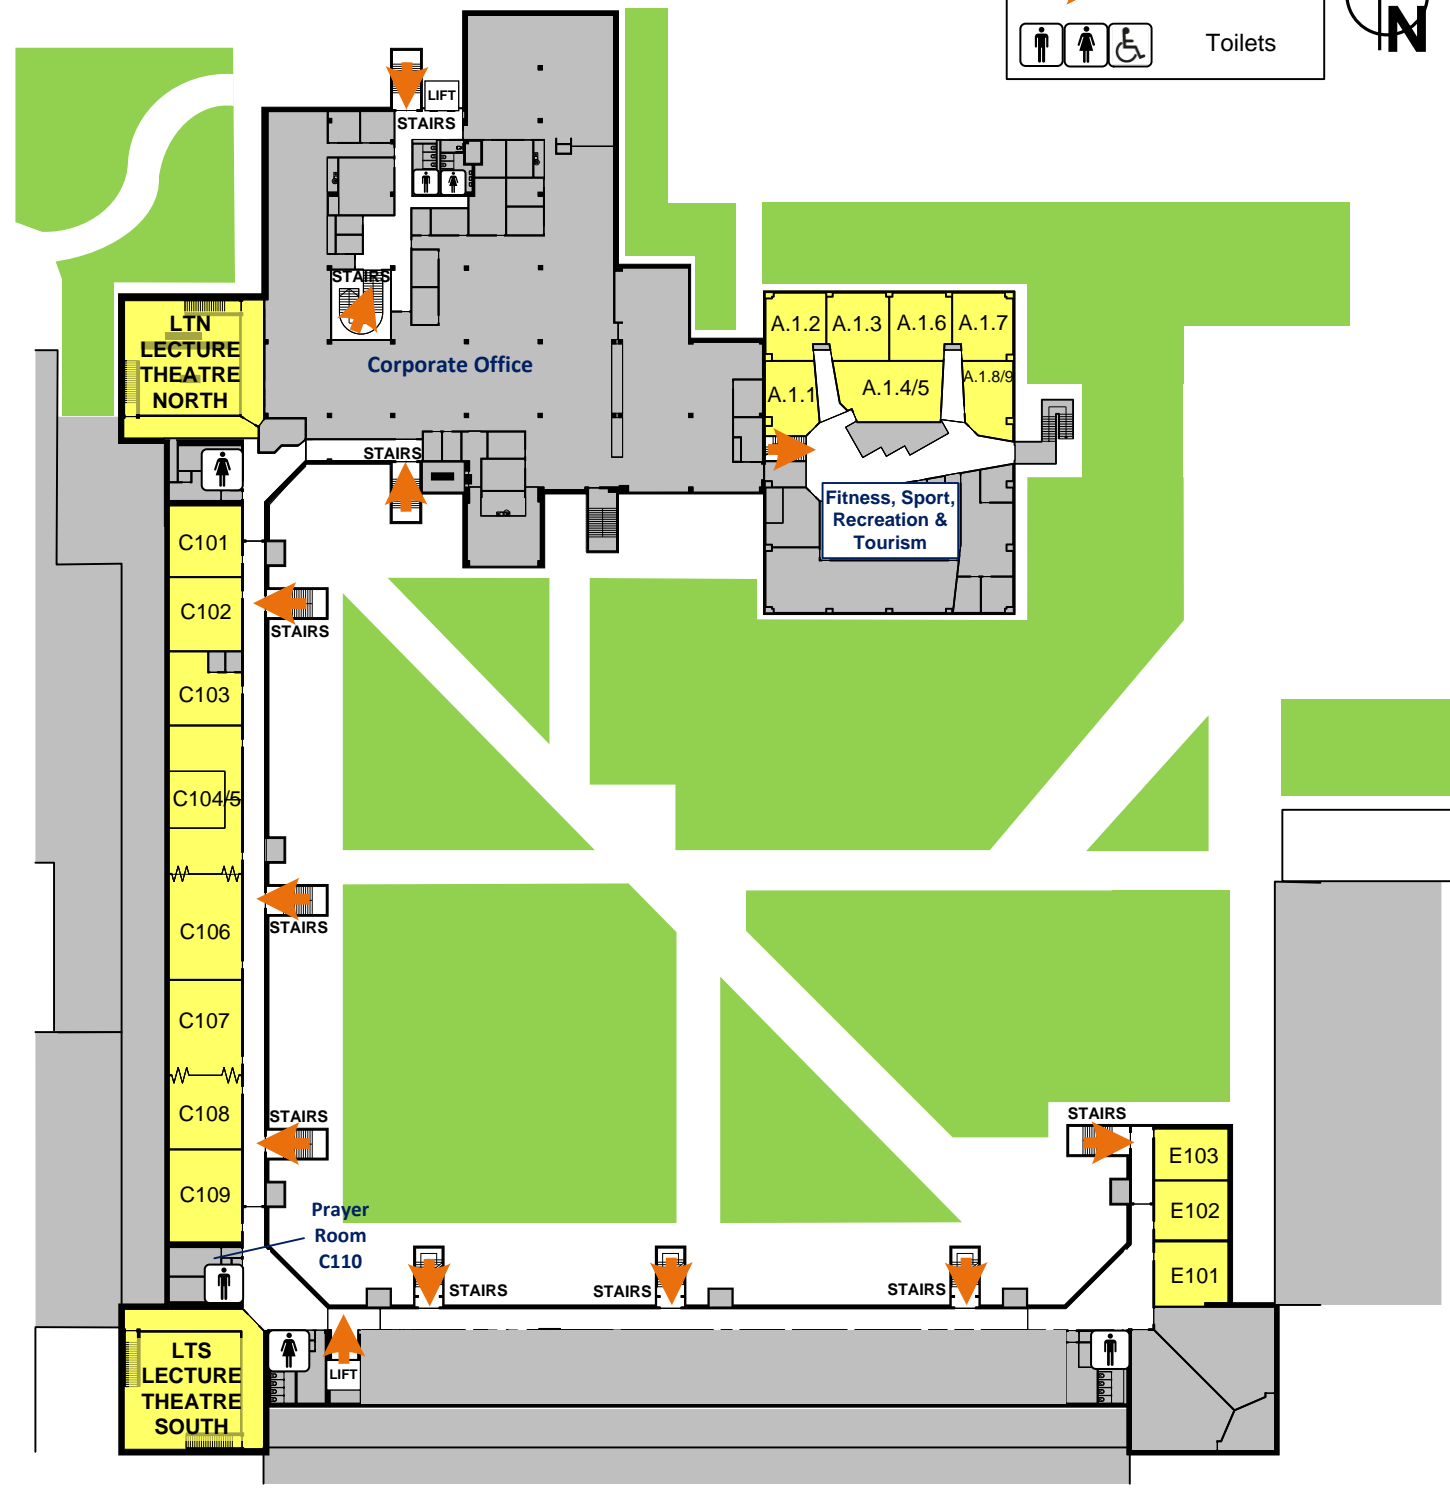 N
Toilets
LIFT
STAIRS
STAIRS
LTN
LECTURE
THEATRE
NORTH
Corporate Office
A.1.2
A.1.3
A.1.6
A.1.7
A.1.1
A.1.4/5
A.1.8/9
STAIRS
Fitness, Sport,
Recreation &
Tourism
C101
C102
STAIRS
C103
C104/5
C106
STAIRS
C107
C108
STAIRS
STAIRS
C109
E103
E102
E101
Prayer
Room
C110
STAIRS
STAIRS
STAIRS
LTS
LECTURE
THEATRE
SOUTH
LIFT